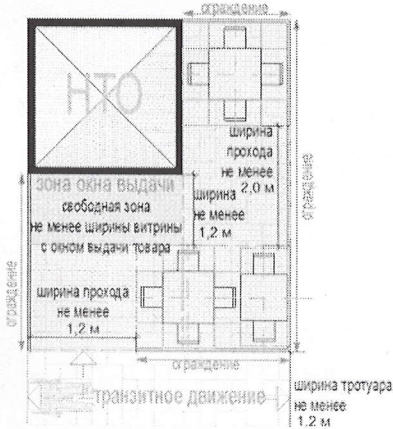 ограждение
НТО
ширина
прохода
не менее
2,0 м
ограждение
зона окна выдачи
свободная зона
не менее ширины витрины
с окном выдачи товара
ширина
не менее
1,2 м
ограждение
ширина прохода
не менее
1,2 м
ограждение
транзитное движение
ширина тротуара
не менее
1,2 м